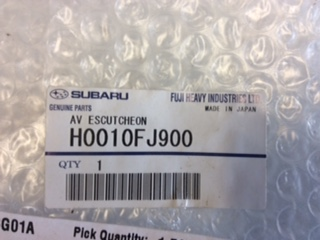 SUBARU FUJI HEAVY INDUSTRIES LTD
GENUINE PARTS MADE IN JAPAN
AV ESCUTCHEON
H0010FJ900
QTY 1
G01A Pick Quantity: